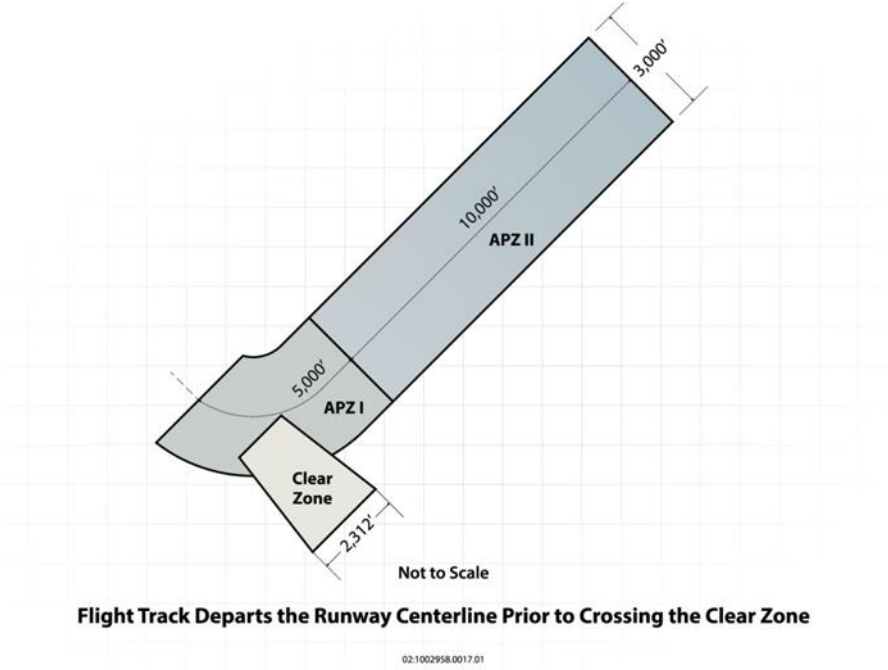 3,000'
10,000'
APZ II
5,000'
APZ I
Clear
Zone
2,312'
Not to Scale
Flight Track Departs the Runway Centerline Prior to Crossing the Clear Zone
02:1002958.0017.01